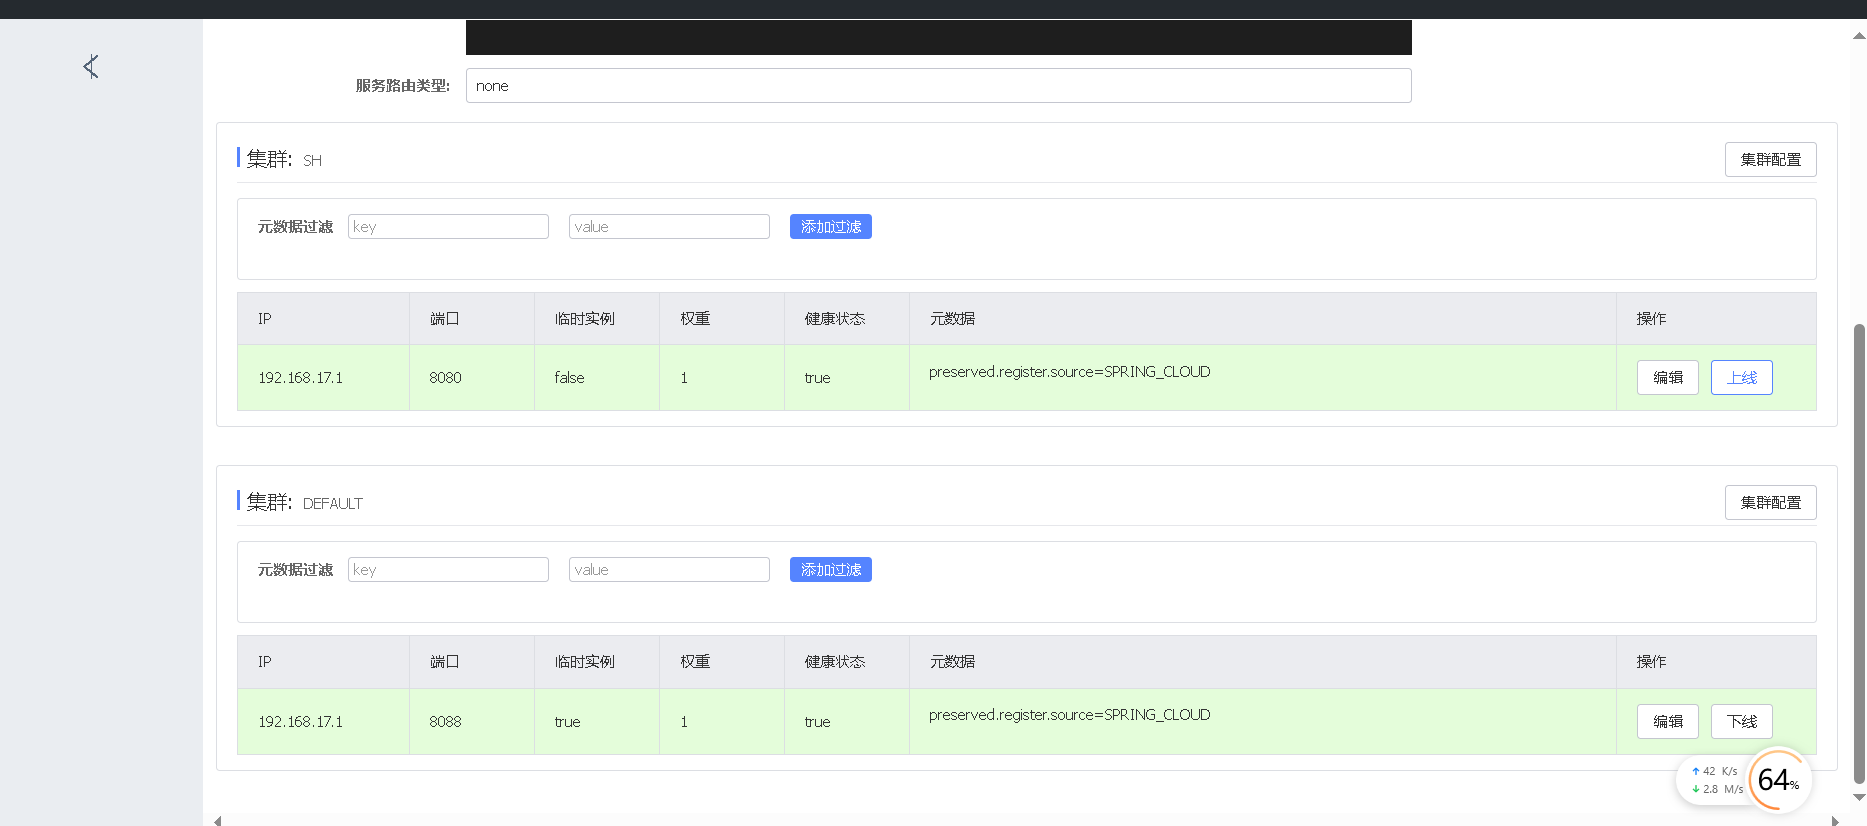 服务路由类型: none
集群: SH 集群配置
元数据过滤 key value 添加过滤
IP 端口 临时实例 权重 健康状态 元数据 操作
192.168.17.1 8080 false 1 true preserved.register.source=SPRING_CLOUD 编辑 上线
集群: DEFAULT 集群配置
元数据过滤 key value 添加过滤
IP 端口 临时实例 权重 健康状态 元数据 操作
192.168.17.1 8088 true 1 true preserved.register.source=SPRING_CLOUD 编辑 下线
↑ 42 K/s
↓ 2.8 M/s
64%